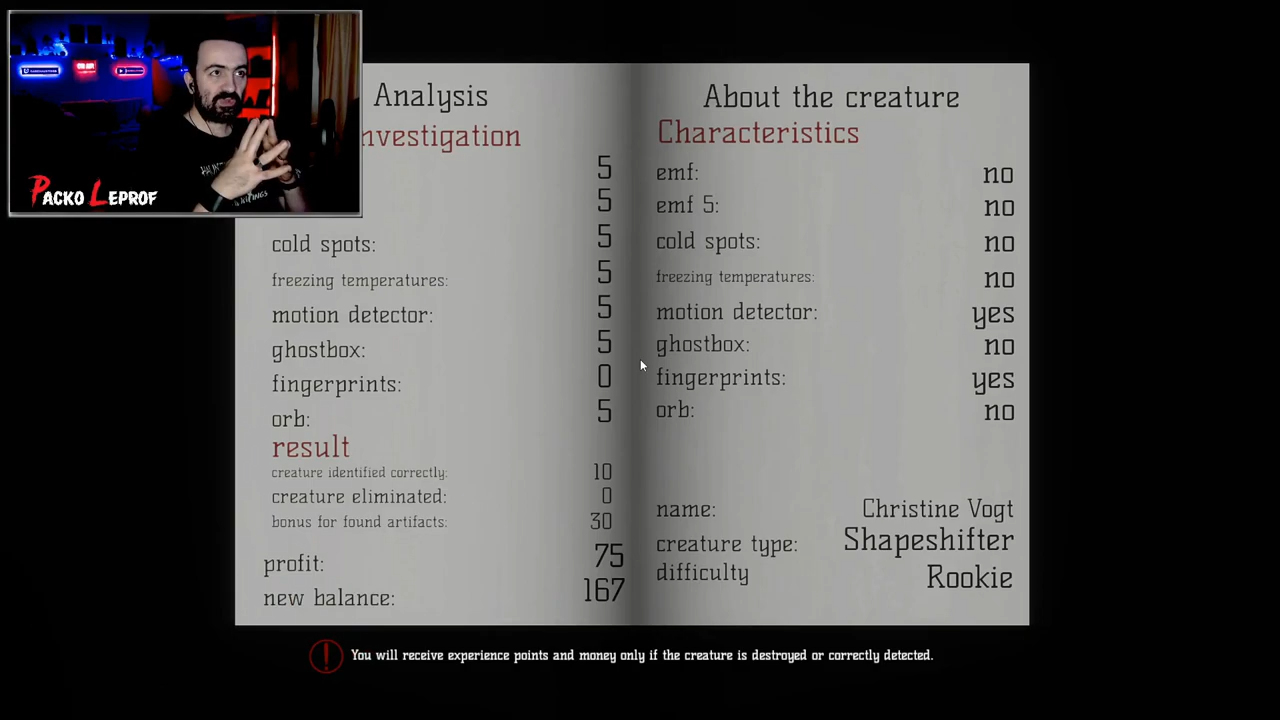 PACKO LEPROF
Analysis
nvestigation
5
5
cold spots: 5
freezing temperatures: 5
motion detector: 5
ghostbox: 5
fingerprints: 0
orb: 5
result
creature identified correctly: 10
creature eliminated: 0
bonus for found artifacts: 30
profit: 75
new balance: 167
About the creature
Characteristics
emf: no
emf 5: no
cold spots: no
freezing temperatures: no
motion detector: yes
ghostbox: no
fingerprints: yes
orb: no
name: Christine Vogt
creature type: Shapeshifter
difficulty Rookie
You will receive experience points and money only if the creature is destroyed or correctly detected.